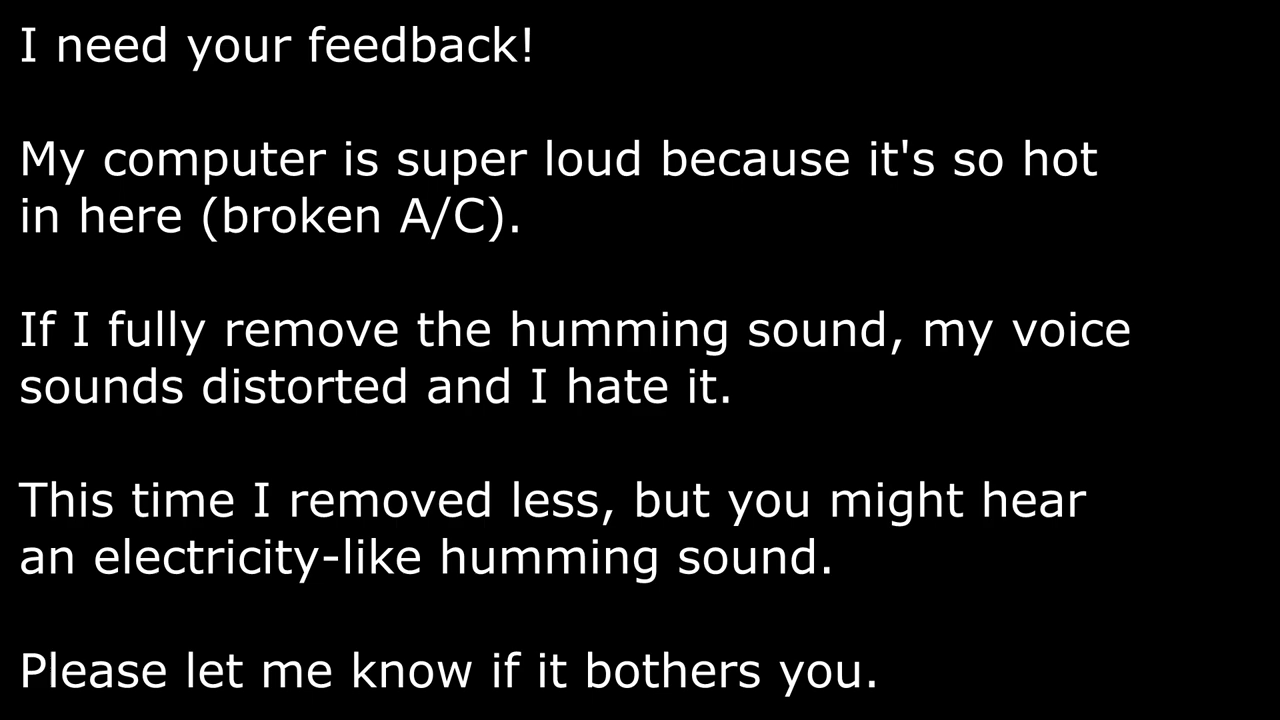 I need your feedback!
My computer is super loud because it's so hot
in here (broken A/C).
If I fully remove the humming sound, my voice
sounds distorted and I hate it.
This time I removed less, but you might hear
an electricity-like humming sound.
Please let me know if it bothers you.